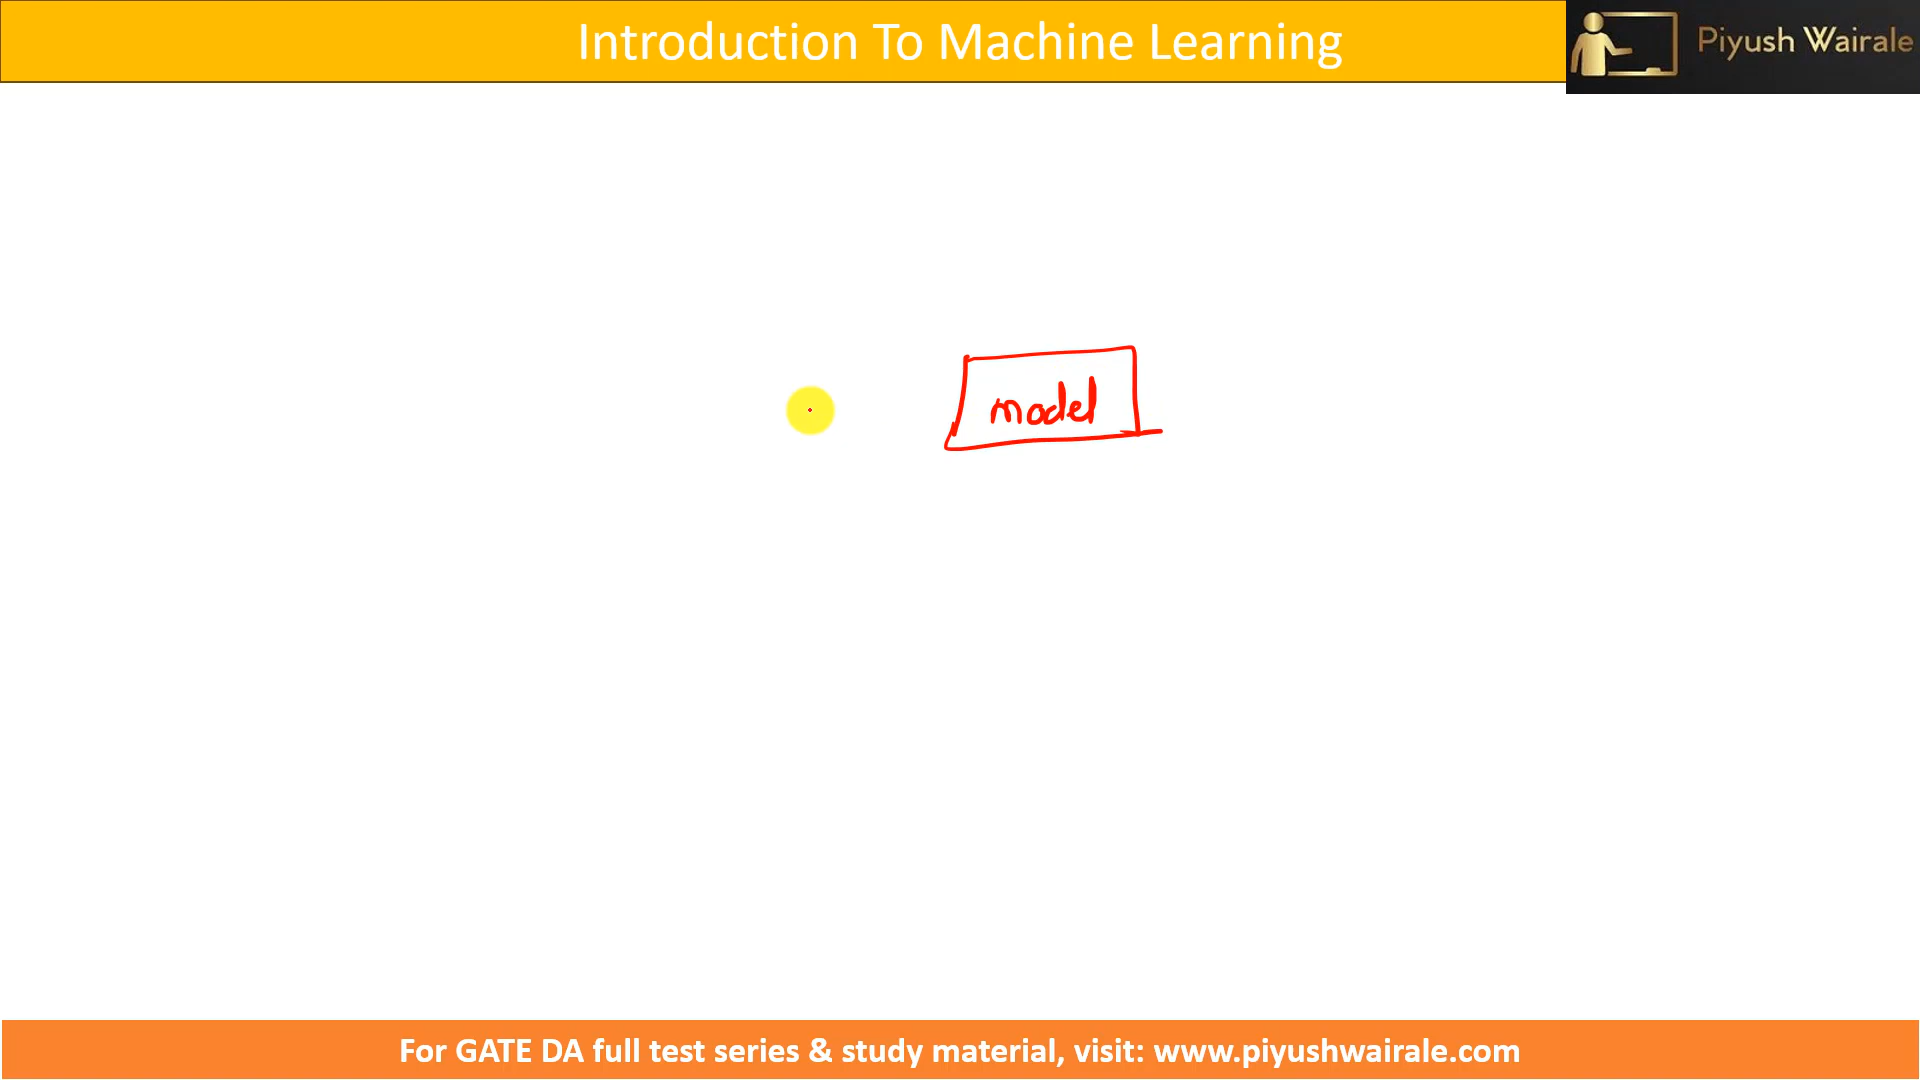 Introduction To Machine Learning
Piyush Wairale
model
For GATE DA full test series & study material, visit: www.piyushwairale.com